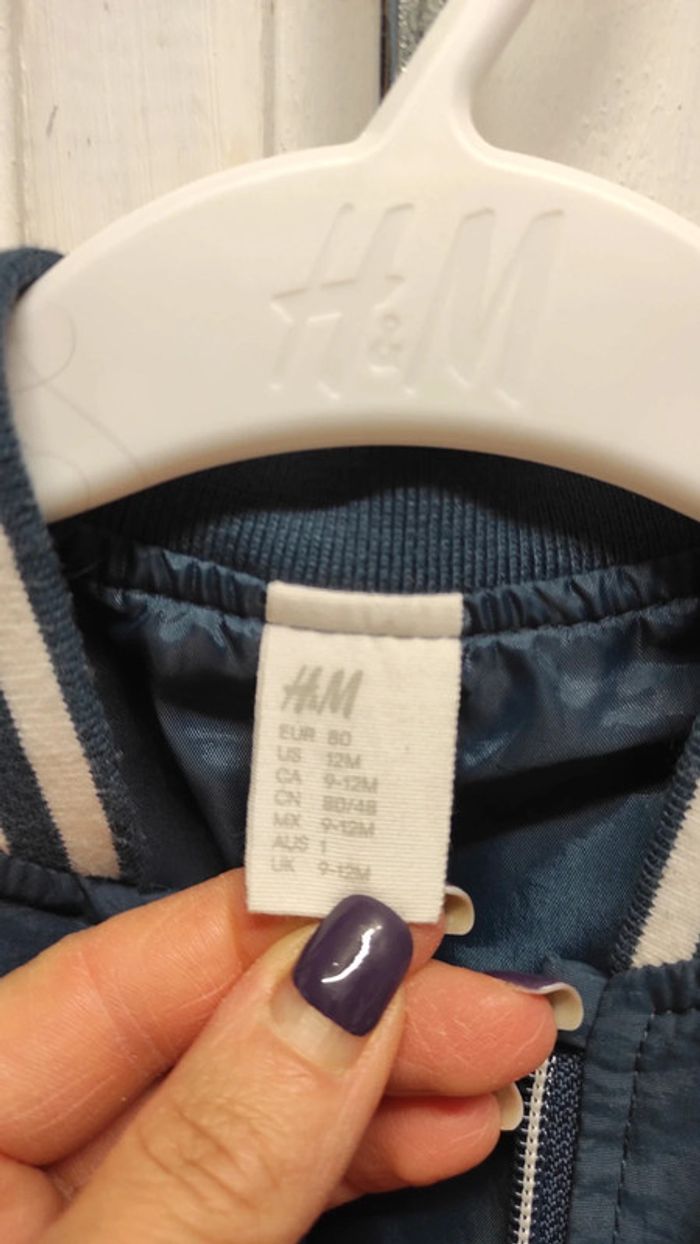 H&M
H&M
EUR 80
US 12M
CA 9-12M
CN 80/48
MX 9-12M
AUS 1
UK 9-12M